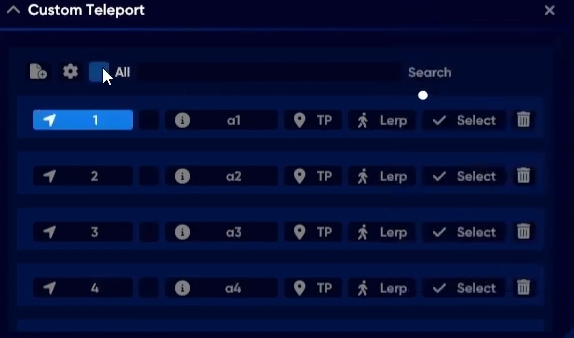 Custom Teleport
All Search
1 a1 TP Lerp Select
2 a2 TP Lerp Select
3 a3 TP Lerp Select
4 a4 TP Lerp Select